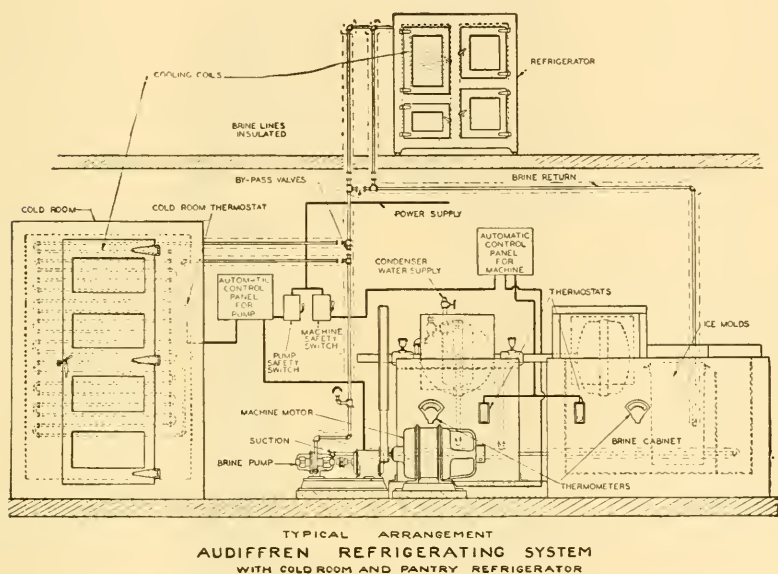 COOLING COILS
REFRIGERATOR
BRINE LINES
INSULATED
BY-PASS VALVES
BRINE RETURN
COLD ROOM
COLD ROOM THERMOSTAT
POWER SUPPLY
AUTOMATIC
CONTROL
PANEL
FOR
MACHINE
CONDENSER
WATER SUPPLY
AUTOMATIC
CONTROL
PANEL
FOR
PUMP
THERMOSTATS
ICE MOLDS
MACHINE
SAFETY
SWITCH
PUMP
SAFETY
SWITCH
MACHINE MOTOR
SUCTION
BRINE PUMP
BRINE CABINET
THERMOMETERS
TYPICAL ARRANGEMENT
AUDIFFREN REFRIGERATING SYSTEM
WITH COLD ROOM AND PANTRY REFRIGERATOR